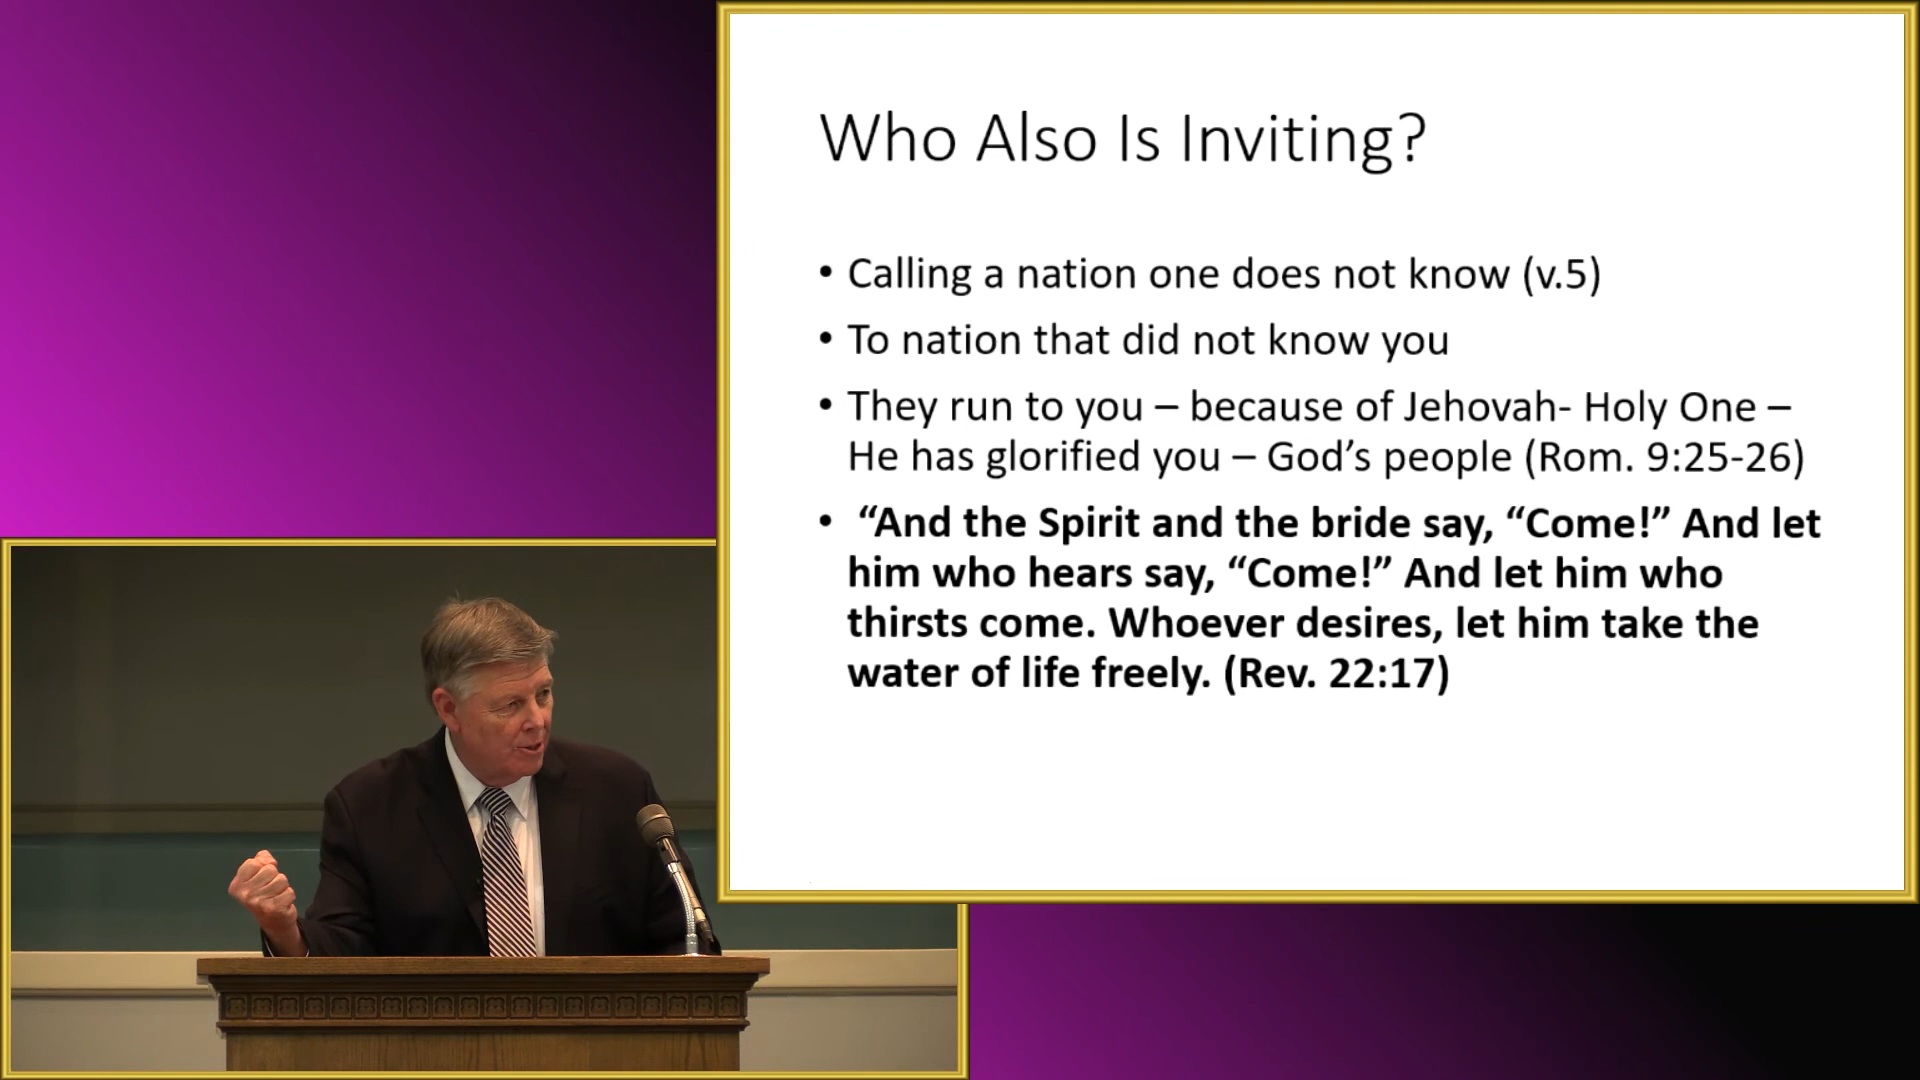 Who Also Is Inviting?
• Calling a nation one does not know (v.5)
• To nation that did not know you
• They run to you – because of Jehovah- Holy One –
He has glorified you – God’s people (Rom. 9:25-26)
• “And the Spirit and the bride say, “Come!” And let
him who hears say, “Come!” And let him who
thirsts come. Whoever desires, let him take the
water of life freely. (Rev. 22:17)